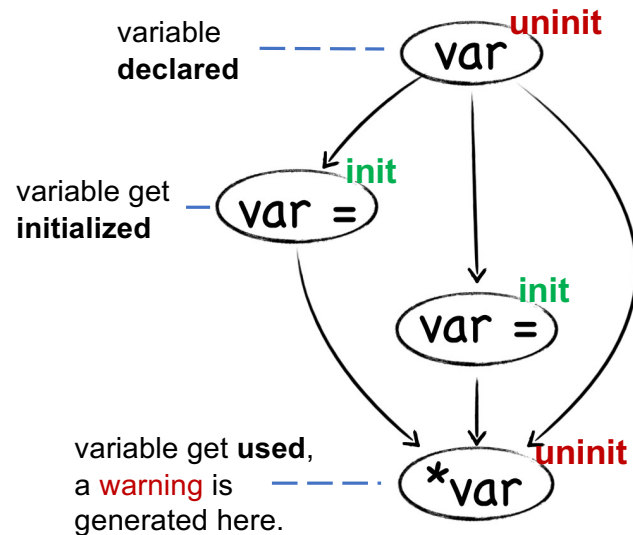 uninit
variable
declared
var
init
variable get
initialized
var =
init
var =
variable get used,
a warning is
generated here.
uninit
*var